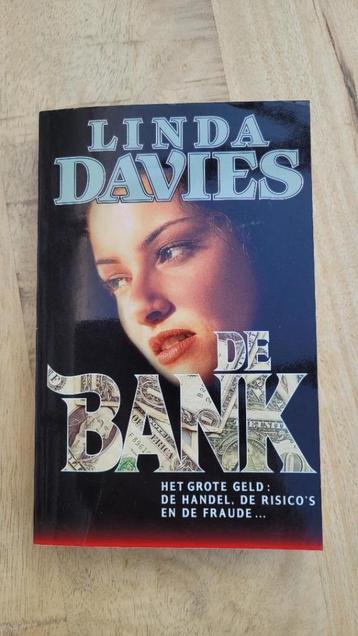 LINDA
DAVIES
DE
BANK
HET GROTE GELD:
DE HANDEL, DE RISICO'S
EN DE FRAUDE...